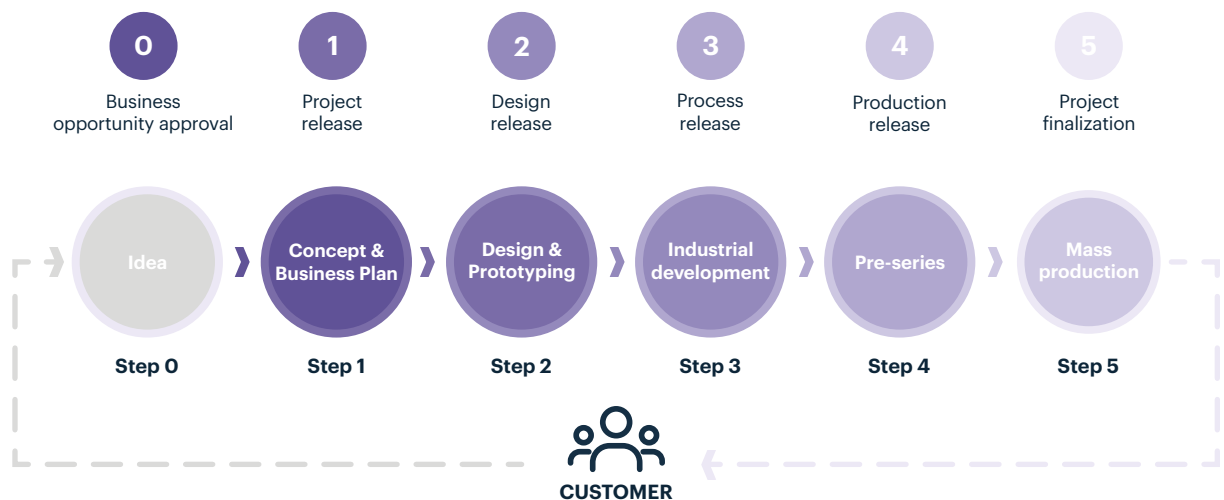 0
1
2
3
4
5
Business
opportunity approval
Project
release
Design
release
Process
release
Production
release
Project
finalization
Idea
Concept &
Business Plan
Design &
Prototyping
Industrial
development
Pre-series
Mass
production
Step 0
Step 1
Step 2
Step 3
Step 4
Step 5
CUSTOMER